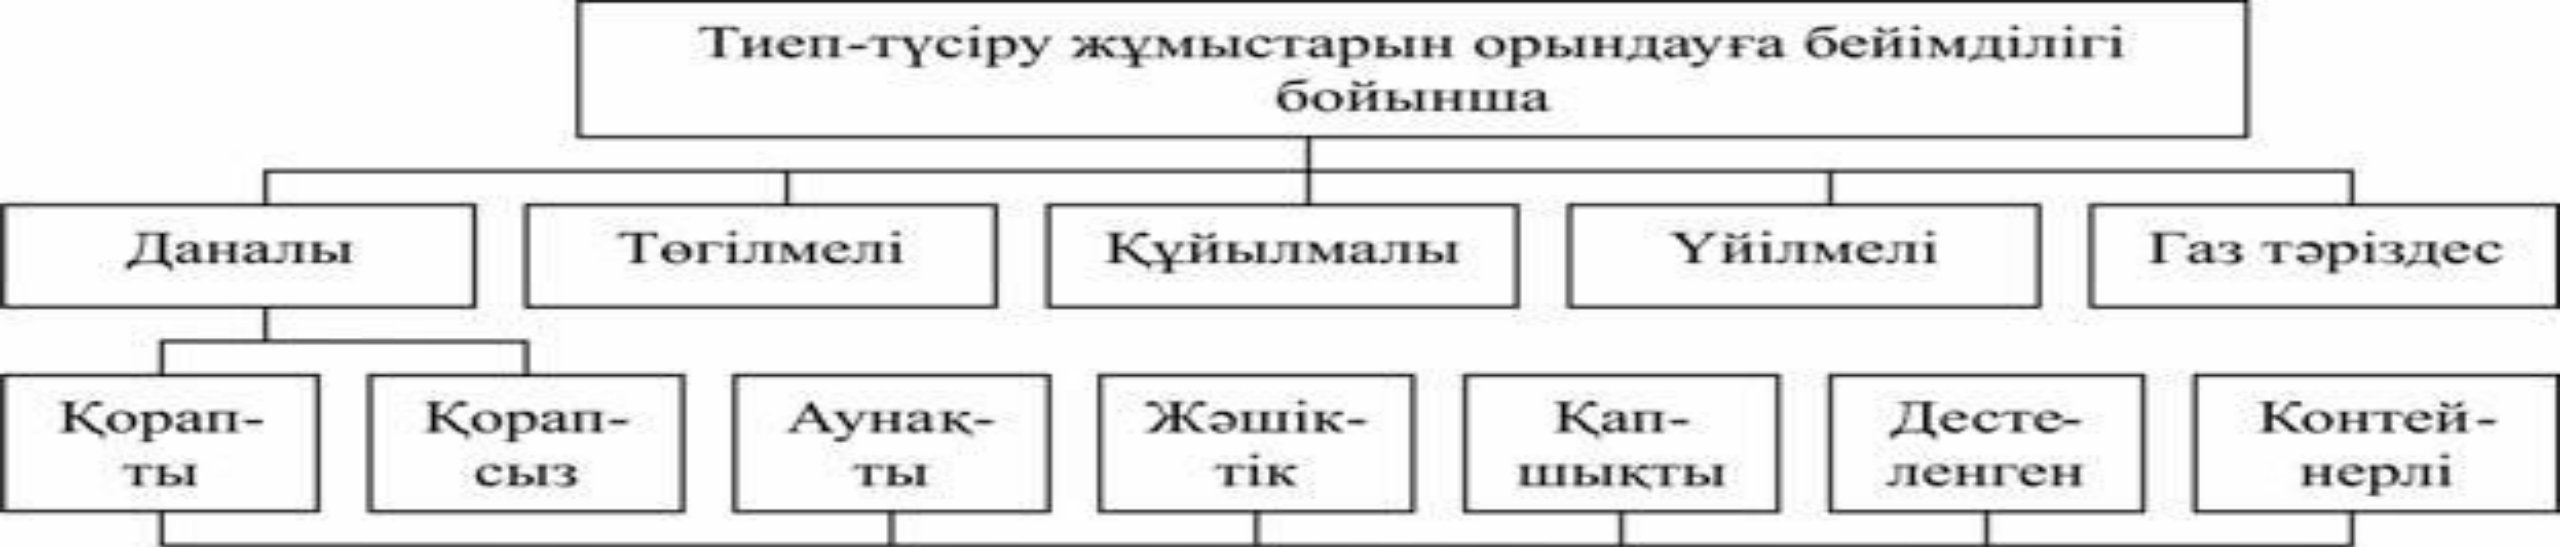 Тиеп-түсіру жұмыстарын орындауға бейімділігі
бойынша
Даналы
Төгілмелі
Құйылмалы
Үйілмелі
Газ тәріздес
Қорап-
ты
Қорап-
сыз
Аунақ-
ты
Жәшік-
тік
Қап-
шықты
Десте-
ленген
Контей-
нерлі